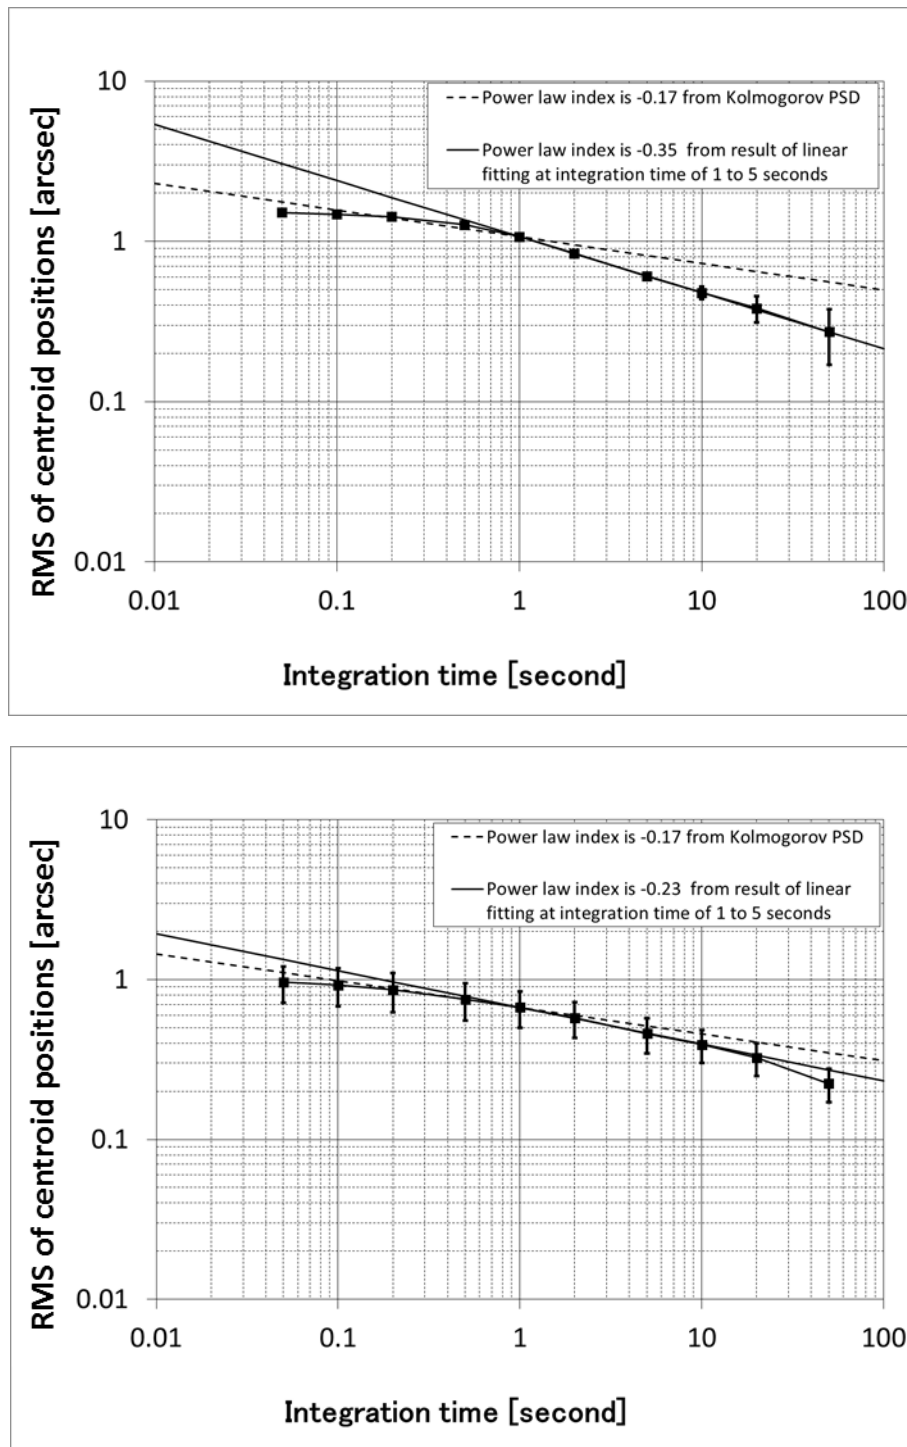 10
1
0.1
0.01
RMS of centroid positions [arcsec]
Power law index is -0.17 from Kolmogorov PSD
Power law index is -0.35 from result of linear
fitting at integration time of 1 to 5 seconds
0.01 0.1 1 10 100
Integration time [second]
10
1
0.1
0.01
RMS of centroid positions [arcsec]
Power law index is -0.17 from Kolmogorov PSD
Power law index is -0.23 from result of linear
fitting at integration time of 1 to 5 seconds
0.01 0.1 1 10 100
Integration time [second]